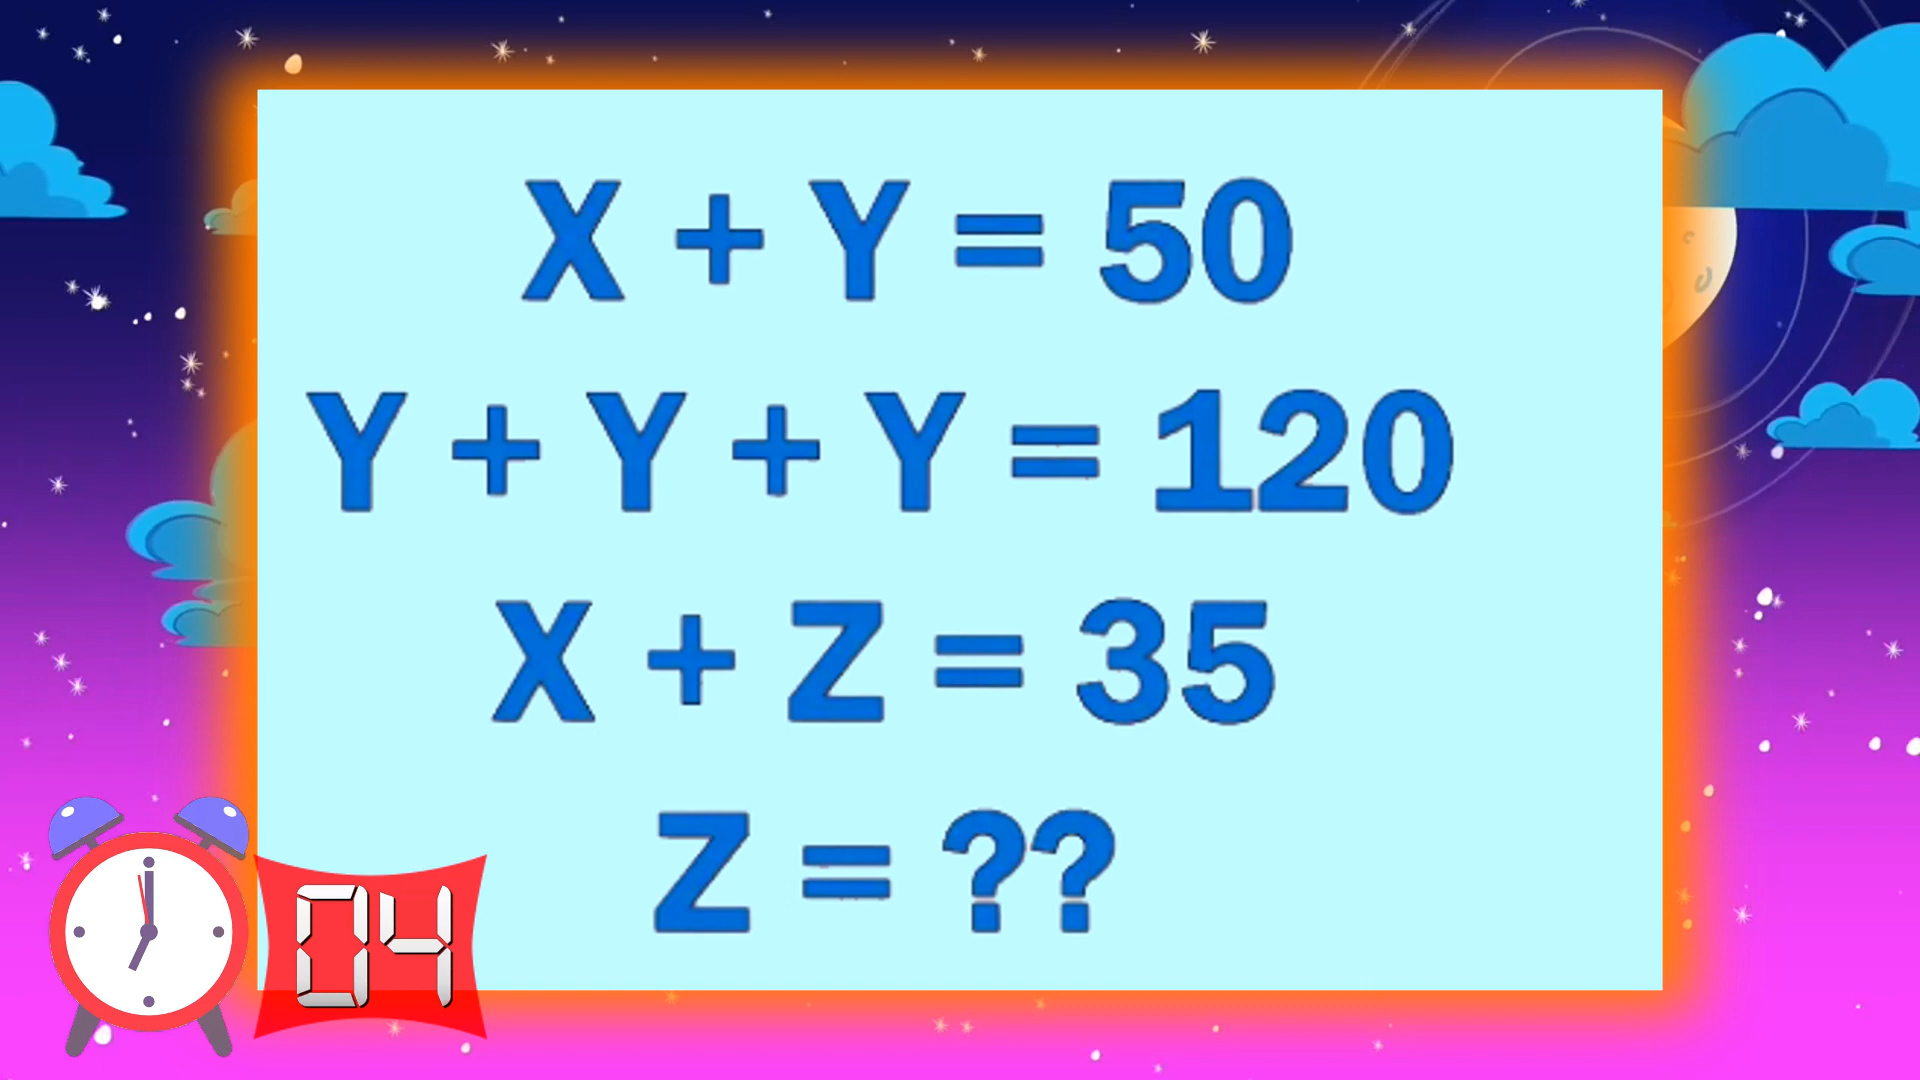 X + Y = 50
Y + Y + Y = 120
X + Z = 35
Z = ??
04